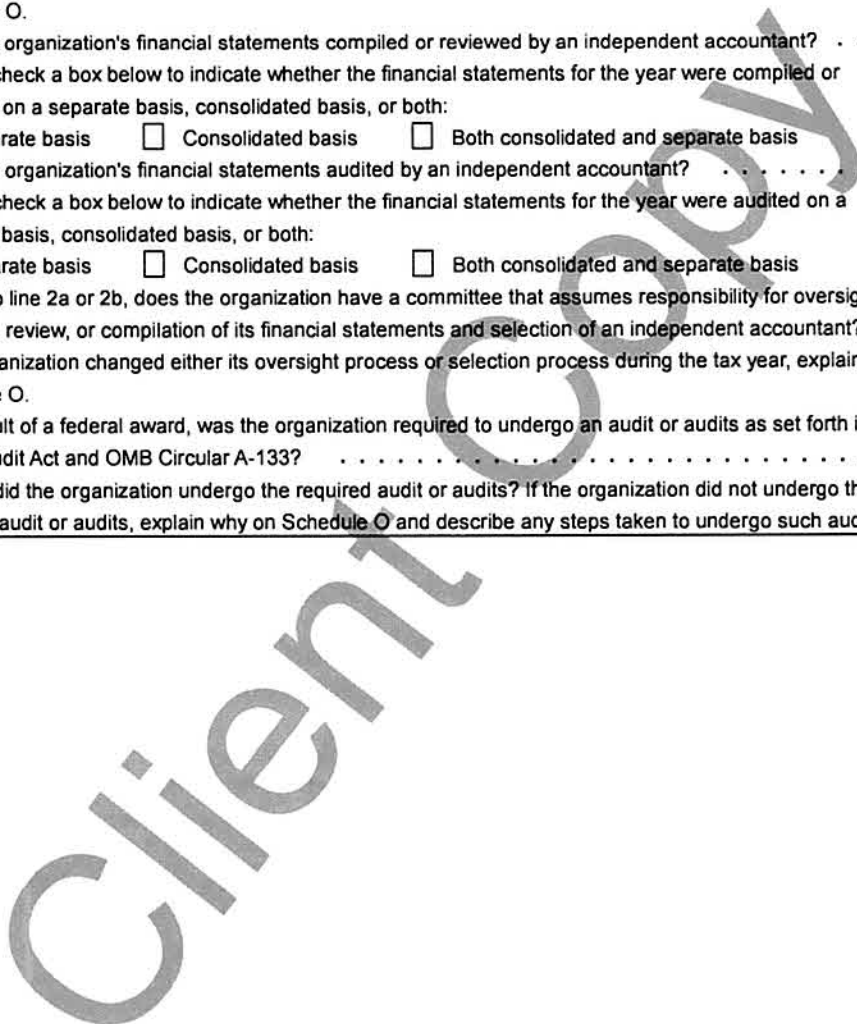 O.
organization's financial statements compiled or reviewed by an independent accountant? .
check a box below to indicate whether the financial statements for the year were compiled or
on a separate basis, consolidated basis, or both:
rate basis ☐ Consolidated basis ☐ Both consolidated and separate basis
organization's financial statements audited by an independent accountant? . . . . . . .
check a box below to indicate whether the financial statements for the year were audited on a
basis, consolidated basis, or both:
rate basis ☐ Consolidated basis ☐ Both consolidated and separate basis
o line 2a or 2b, does the organization have a committee that assumes responsibility for oversig
review, or compilation of its financial statements and selection of an independent accountant?
anization changed either its oversight process or selection process during the tax year, explain
e O.
ult of a federal award, was the organization required to undergo an audit or audits as set forth i
dit Act and OMB Circular A-133? . . . . . . . . . . . . . . . . . . . . . . . . . . .
did the organization undergo the required audit or audits? If the organization did not undergo th
audit or audits, explain why on Schedule O and describe any steps taken to undergo such aud
Client Copy